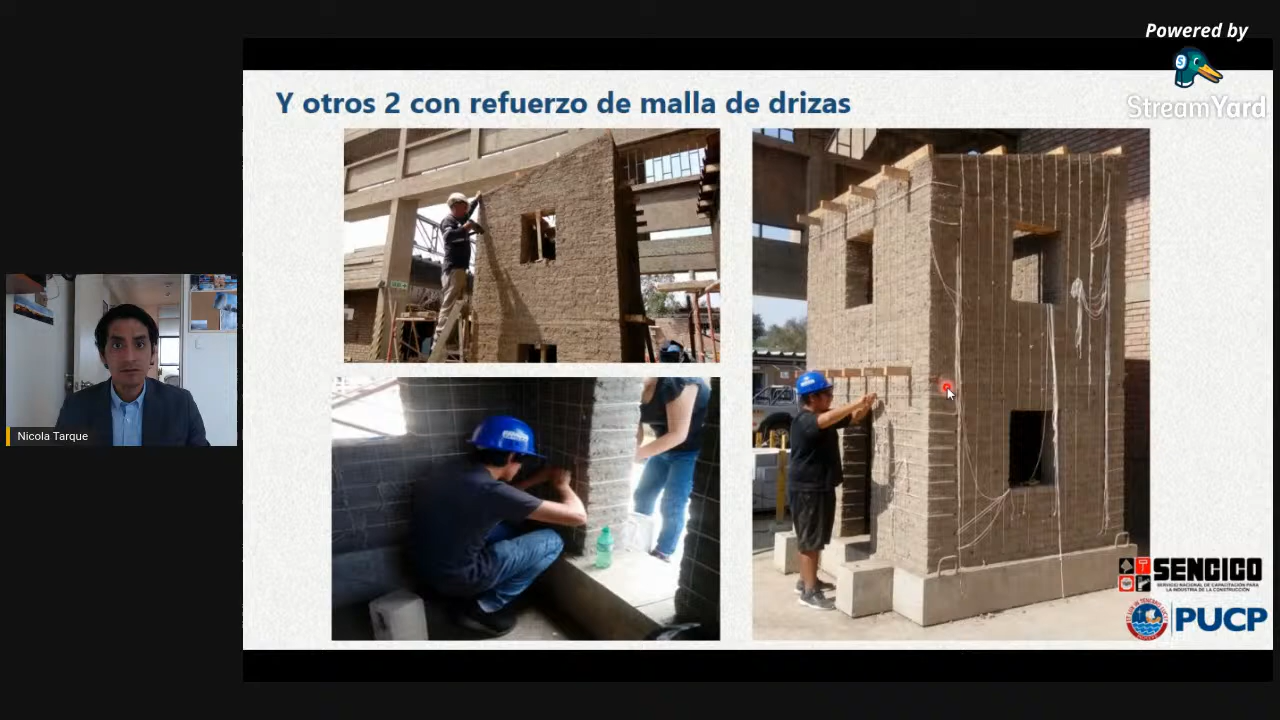 Powered by
StreamYard
Y otros 2 con refuerzo de malla de drizas
Nicola Tarque
SENCICO
SERVICIO NACIONAL DE CAPACITACIÓN PARA
LA INDUSTRIA DE LA CONSTRUCCIÓN
PUCP